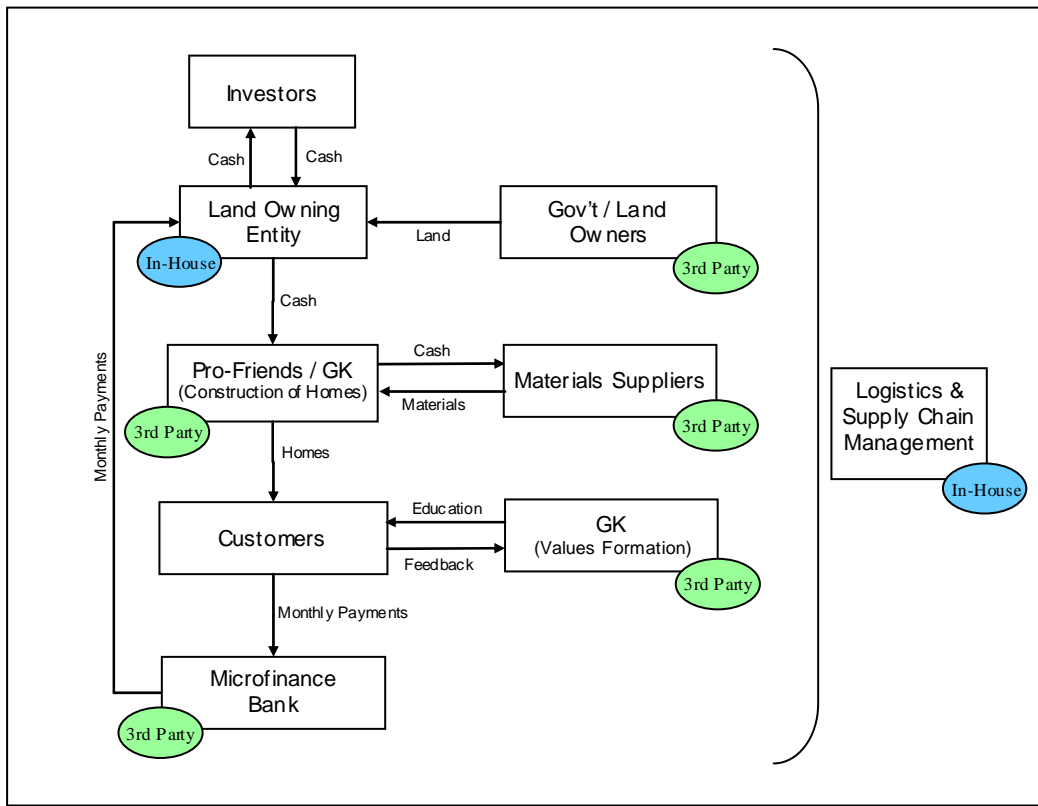 Investors
Cash
Cash
Land Owning
Entity
In-House
Land
Gov't / Land
Owners
3rd Party
Cash
Pro-Friends / GK
(Construction of Homes)
3rd Party
Cash
Materials
Materials Suppliers
3rd Party
Monthly Payments
Homes
Customers
Education
Feedback
GK
(Values Formation)
3rd Party
Monthly Payments
Microfinance
Bank
3rd Party
Logistics &
Supply Chain
Management
In-House